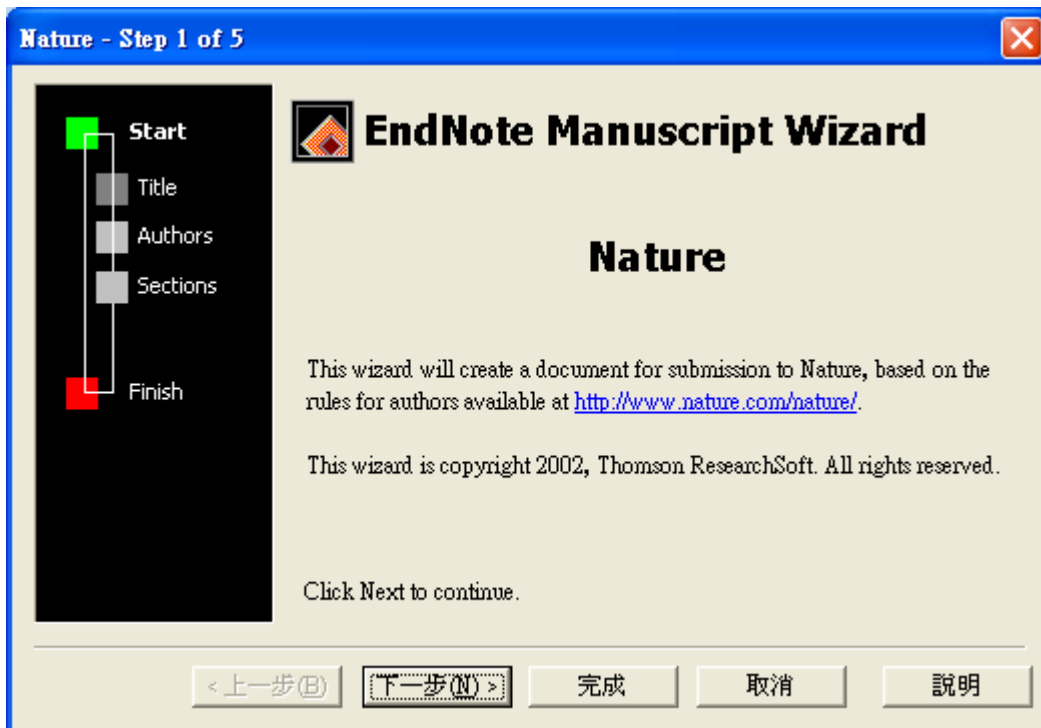 Nature - Step 1 of 5
Start
Title
Authors
Sections
Finish
EndNote Manuscript Wizard
Nature
This wizard will create a document for submission to Nature, based on the
rules for authors available at http://www.nature.com/nature/.
This wizard is copyright 2002, Thomson ResearchSoft. All rights reserved.
Click Next to continue.
< 上一步(B) 下一步(N) > 完成 取消 說明